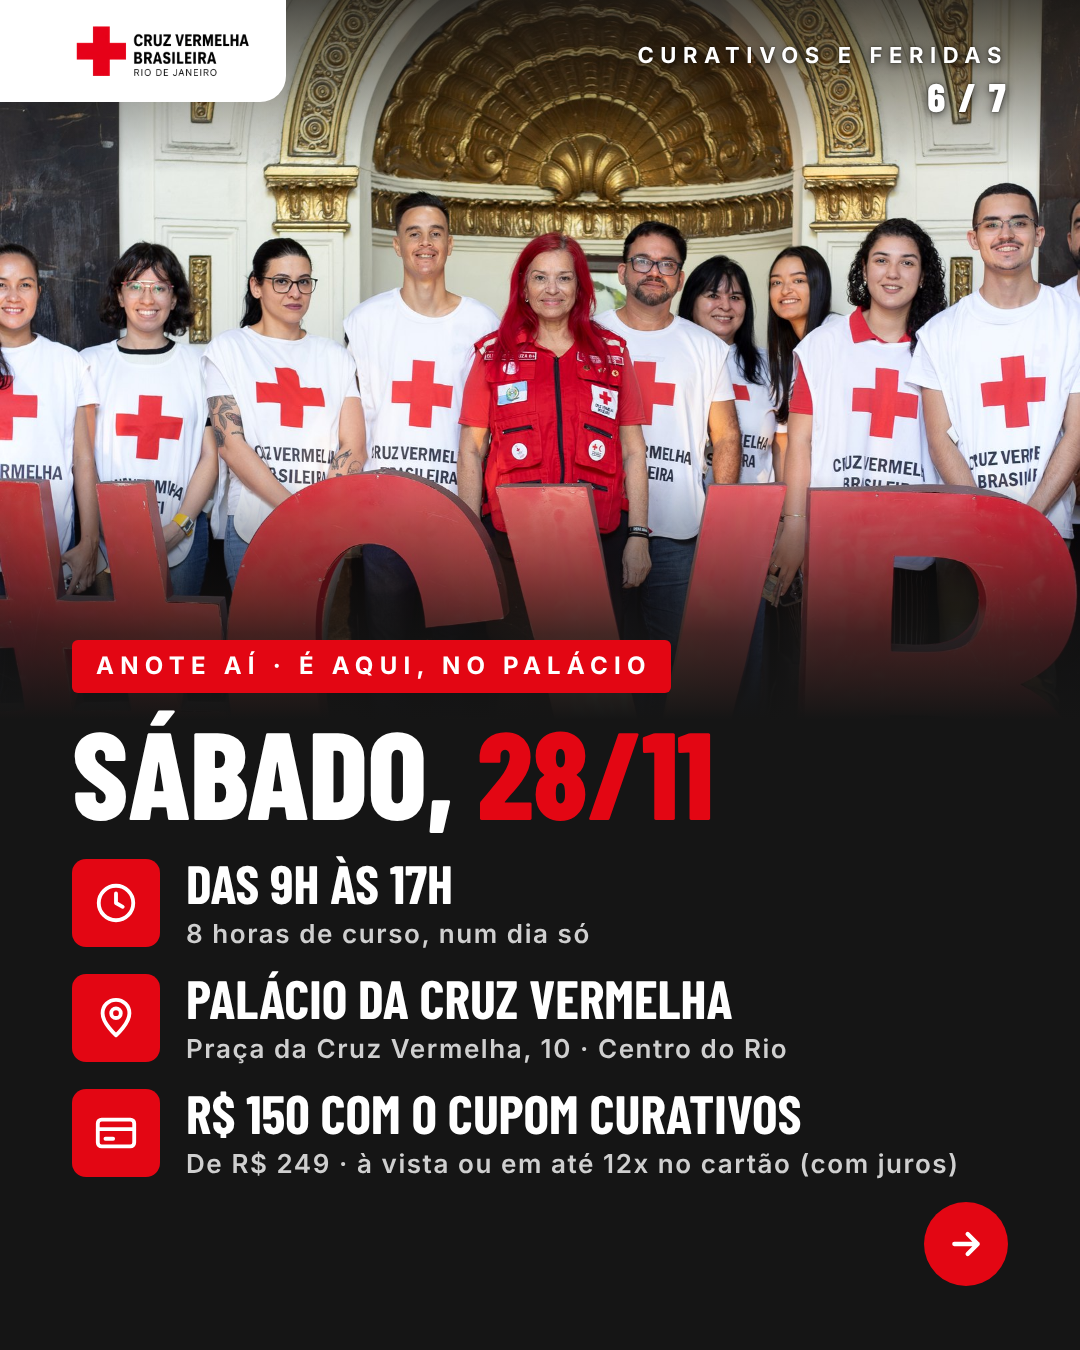 CRUZ VERMELHA
BRASILEIRA
RIO DE JANEIRO
CURATIVOS E FERIDAS
6 / 7
ANOTE AÍ · É AQUI, NO PALÁCIO
SÁBADO, 28/11
DAS 9H ÀS 17H
8 horas de curso, num dia só
PALÁCIO DA CRUZ VERMELHA
Praça da Cruz Vermelha, 10 · Centro do Rio
R$ 150 COM O CUPOM CURATIVOS
De R$ 249 · à vista ou em até 12x no cartão (com juros)